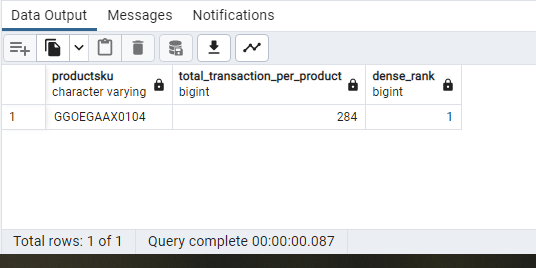 Data Output Messages Notifications
productsku total_transaction_per_product dense_rank
character varying bigint bigint
1 GGOEGAAX0104 284 1
Total rows: 1 of 1 Query complete 00:00:00.087